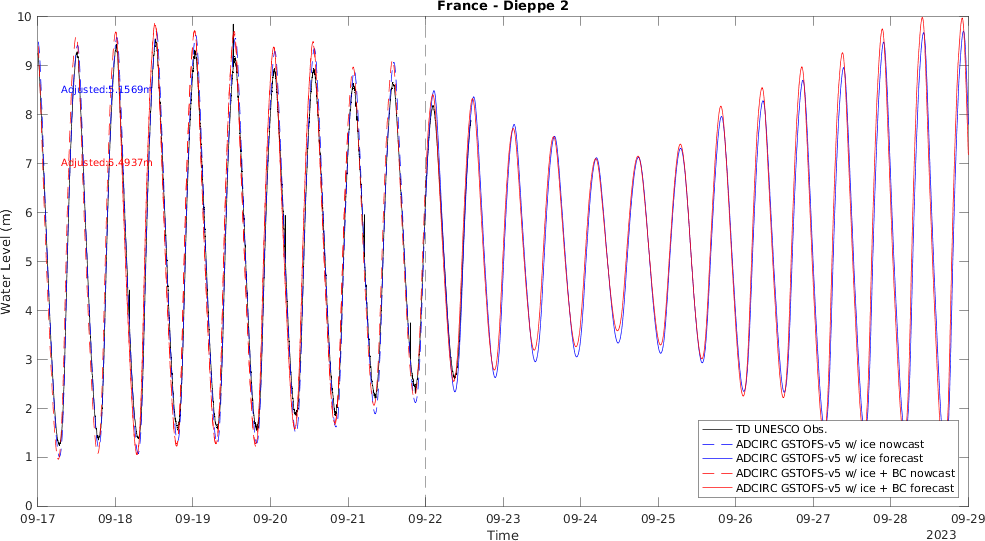 France - Dieppe 2
10
9
8
7
6
5
4
3
2
1
0
Water Level (m)
Adjusted:5.1569m
Adjusted:5.4937m
TD UNESCO Obs.
ADCIRC GSTOFS-v5 w/ ice nowcast
ADCIRC GSTOFS-v5 w/ ice forecast
ADCIRC GSTOFS-v5 w/ ice + BC nowcast
ADCIRC GSTOFS-v5 w/ ice + BC forecast
09-17 09-18 09-19 09-20 09-21 09-22 09-23 09-24 09-25 09-26 09-27 09-28 09-29
Time
2023